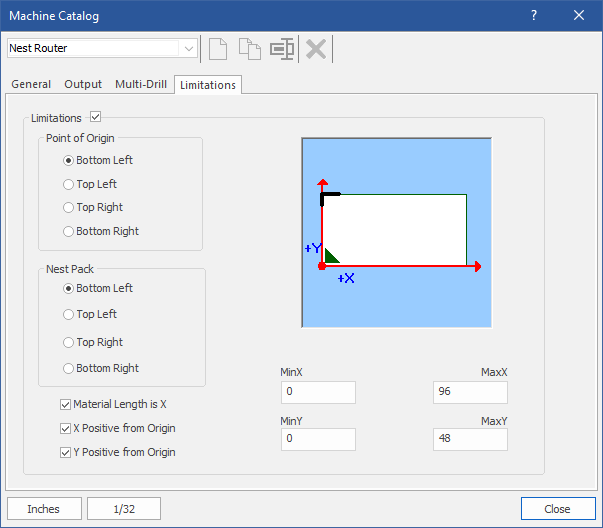 Machine Catalog ?
Nest Router
General Output Multi-Drill Limitations
Limitations
Point of Origin
Bottom Left
Top Left
Top Right
Bottom Right
Nest Pack
Bottom Left
Top Left
Top Right
Bottom Right
Material Length is X
X Positive from Origin
Y Positive from Origin
+Y
+X
MinX MaxX
0 96
MinY MaxY
0 48
Inches 1/32 Close